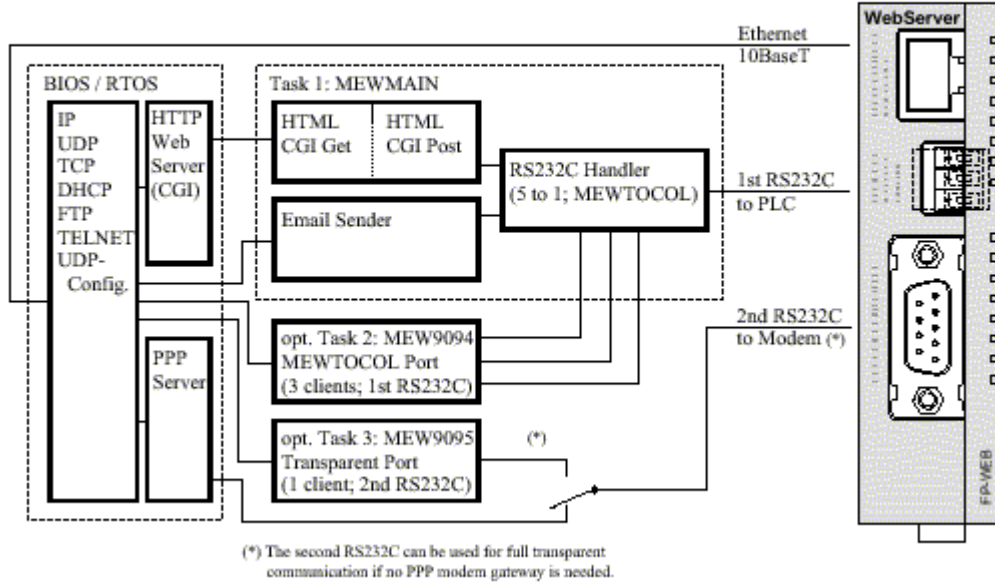 WebServer
Ethernet
10BaseT
BIOS / RTOS
IP
UDP
TCP
DHCP
FTP
TELNET
UDP-
Config.
HTTP
Web
Server
(CGI)
PPP
Server
Task 1: MEWMAIN
HTML
CGI Get
HTML
CGI Post
Email Sender
RS232C Handler
(5 to 1; MEWTOCOL)
1st RS232C
to PLC
opt. Task 2: MEW9094
MEWTOCOL Port
(3 clients; 1st RS232C)
2nd RS232C
to Modem (*)
opt. Task 3: MEW9095
Transparent Port
(1 client; 2nd RS232C)
(*)
FP-WEB
(*) The second RS232C can be used for full transparent
communication if no PPP modem gateway is needed.